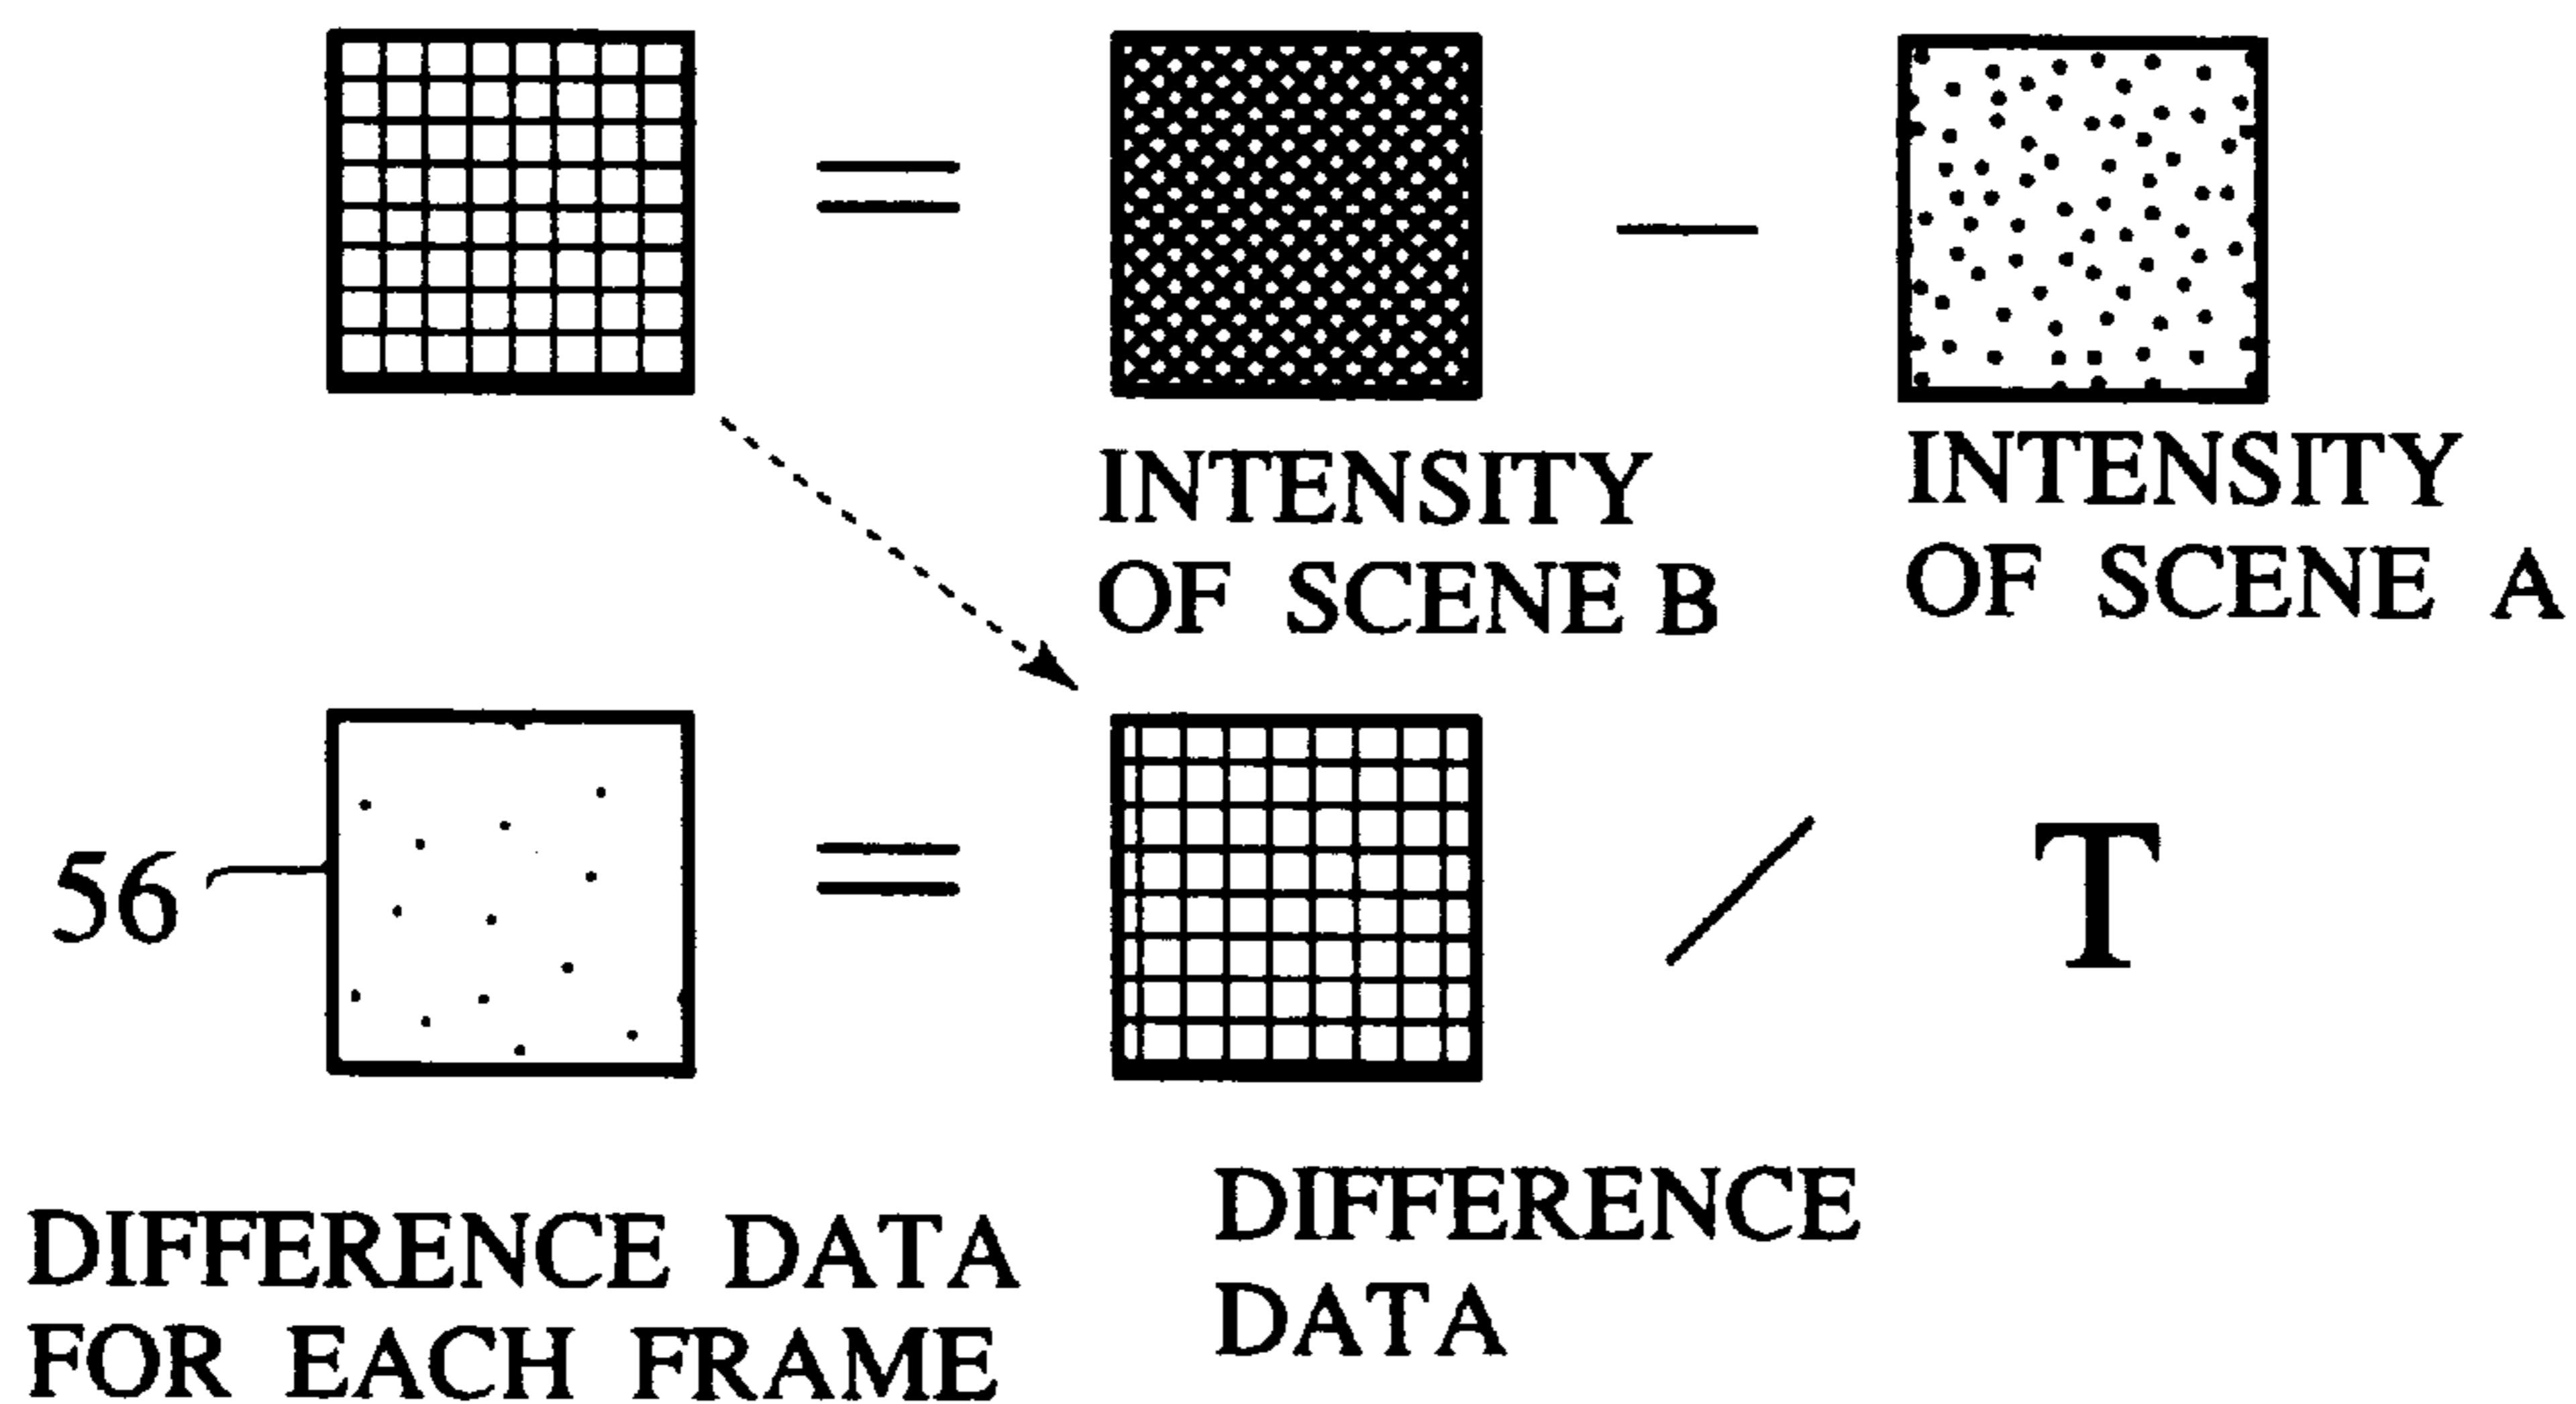 INTENSITY
OF SCENE B
INTENSITY
OF SCENE A
56
T
DIFFERENCE DATA
FOR EACH FRAME
DIFFERENCE
DATA